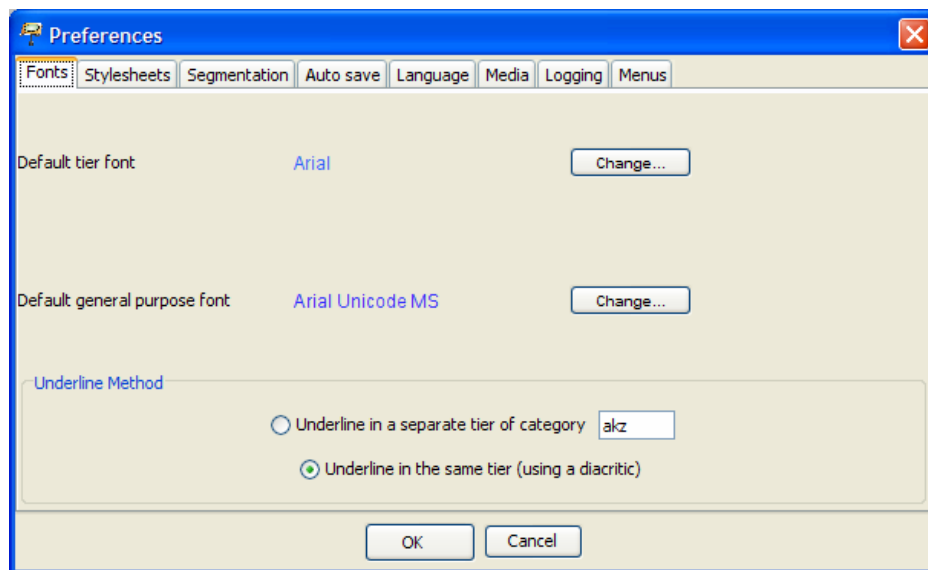 Preferences
Fonts Stylesheets Segmentation Auto save Language Media Logging Menus
Default tier font Arial Change...
Default general purpose font Arial Unicode MS Change...
Underline Method
Underline in a separate tier of category akz
Underline in the same tier (using a diacritic)
OK Cancel